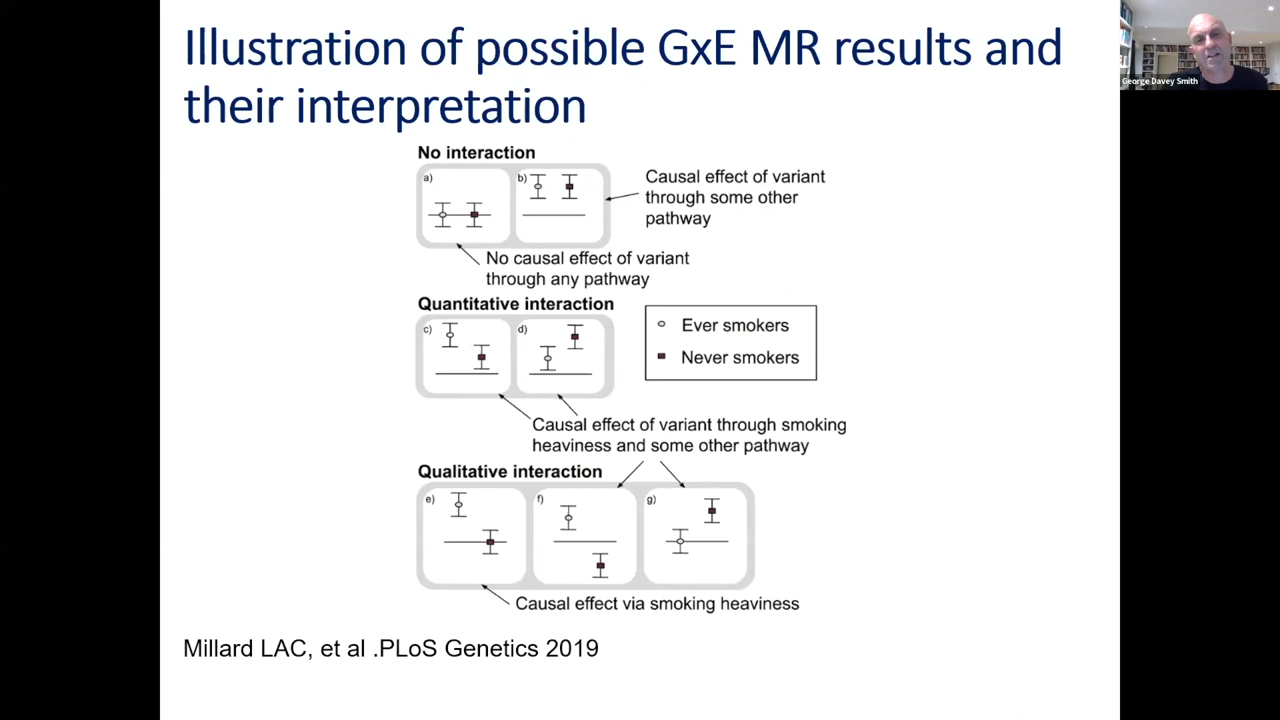 Illustration of possible GxE MR results and
their interpretation
George Davey Smith
No interaction
a)
b)
Causal effect of variant
through some other
pathway
No causal effect of variant
through any pathway
Quantitative interaction
c)
d)
Ever smokers
Never smokers
Causal effect of variant through smoking
heaviness and some other pathway
Qualitative interaction
e)
f)
g)
Causal effect via smoking heaviness
Millard LAC, et al .PLoS Genetics 2019